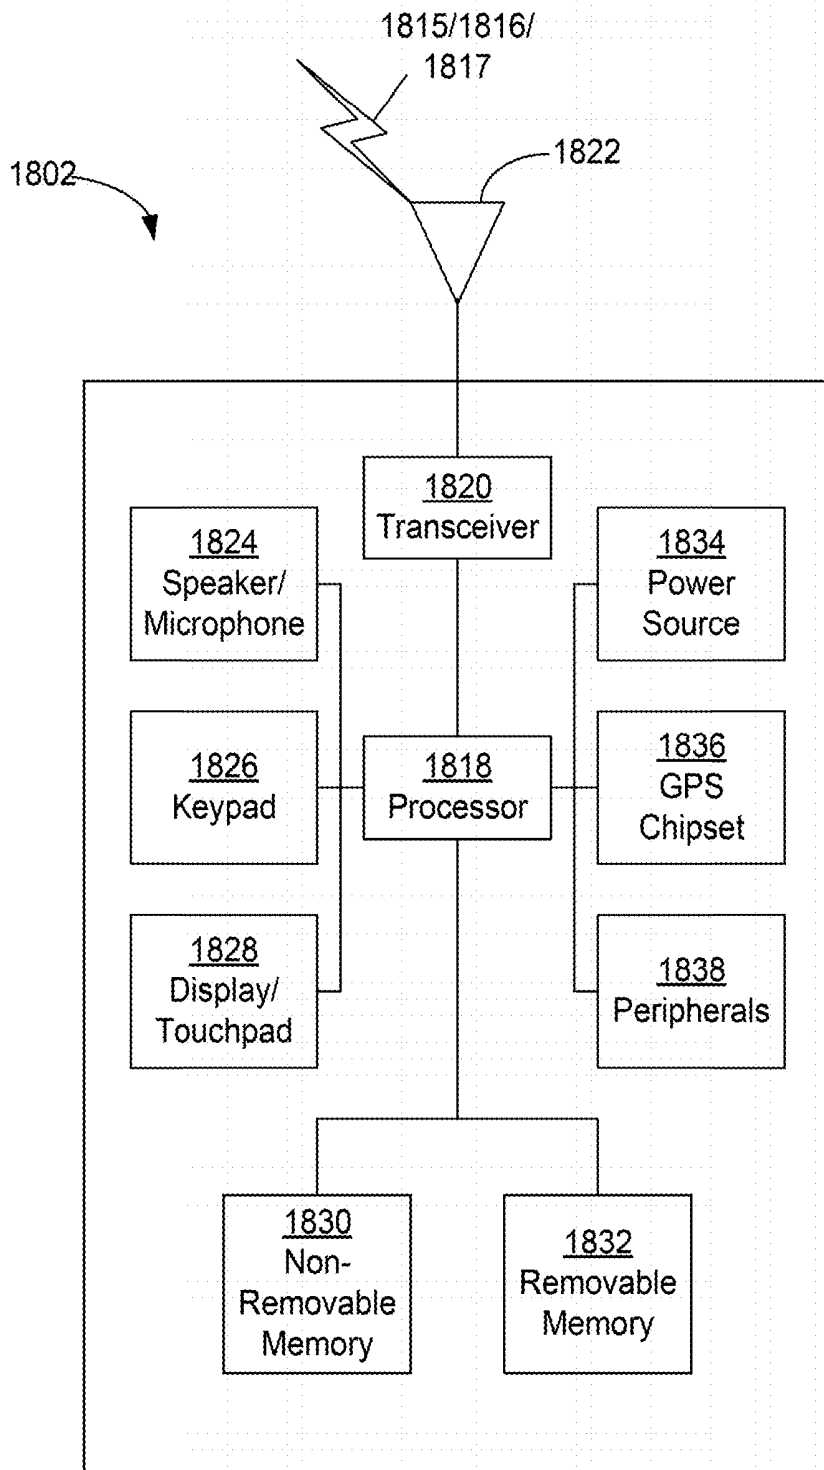 1815/1816/
1817
1822
1802
1820
Transceiver
1824
Speaker/
Microphone
1834
Power
Source
1826
Keypad
1818
Processor
1836
GPS
Chipset
1828
Display/
Touchpad
1838
Peripherals
1830
Non-
Removable
Memory
1832
Removable
Memory